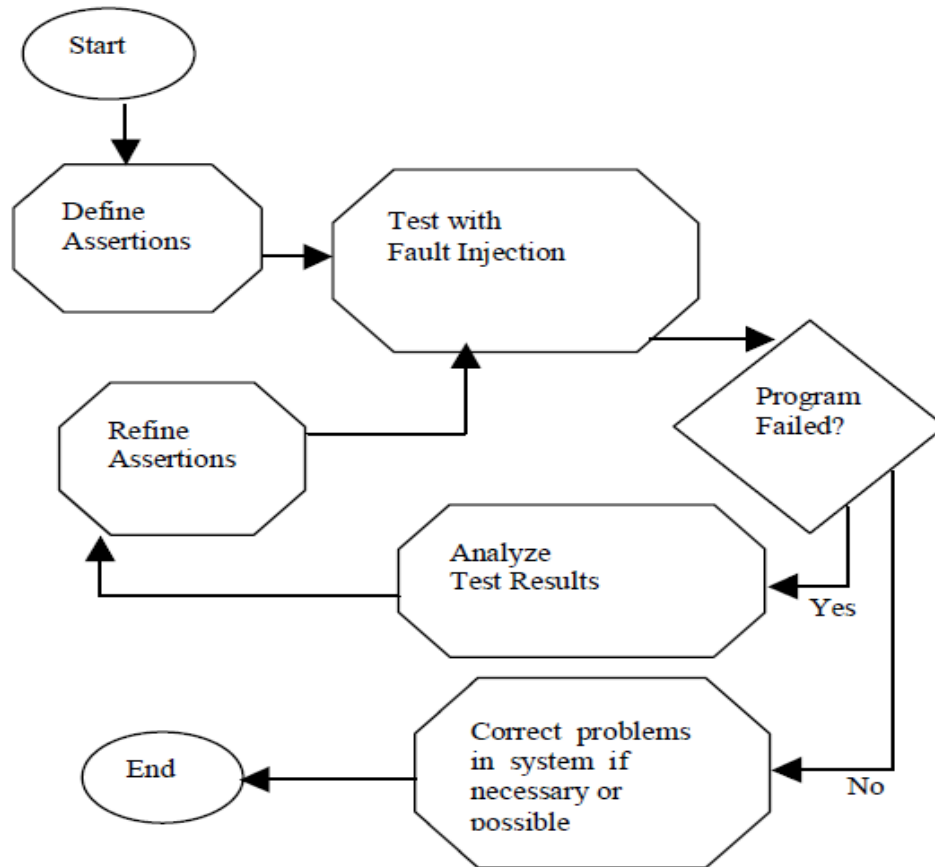 Start
Define
Assertions
Test with
Fault Injection
Program
Failed?
Refine
Assertions
Analyze
Test Results
Yes
Correct problems
in system if
necessary or
possible
No
End